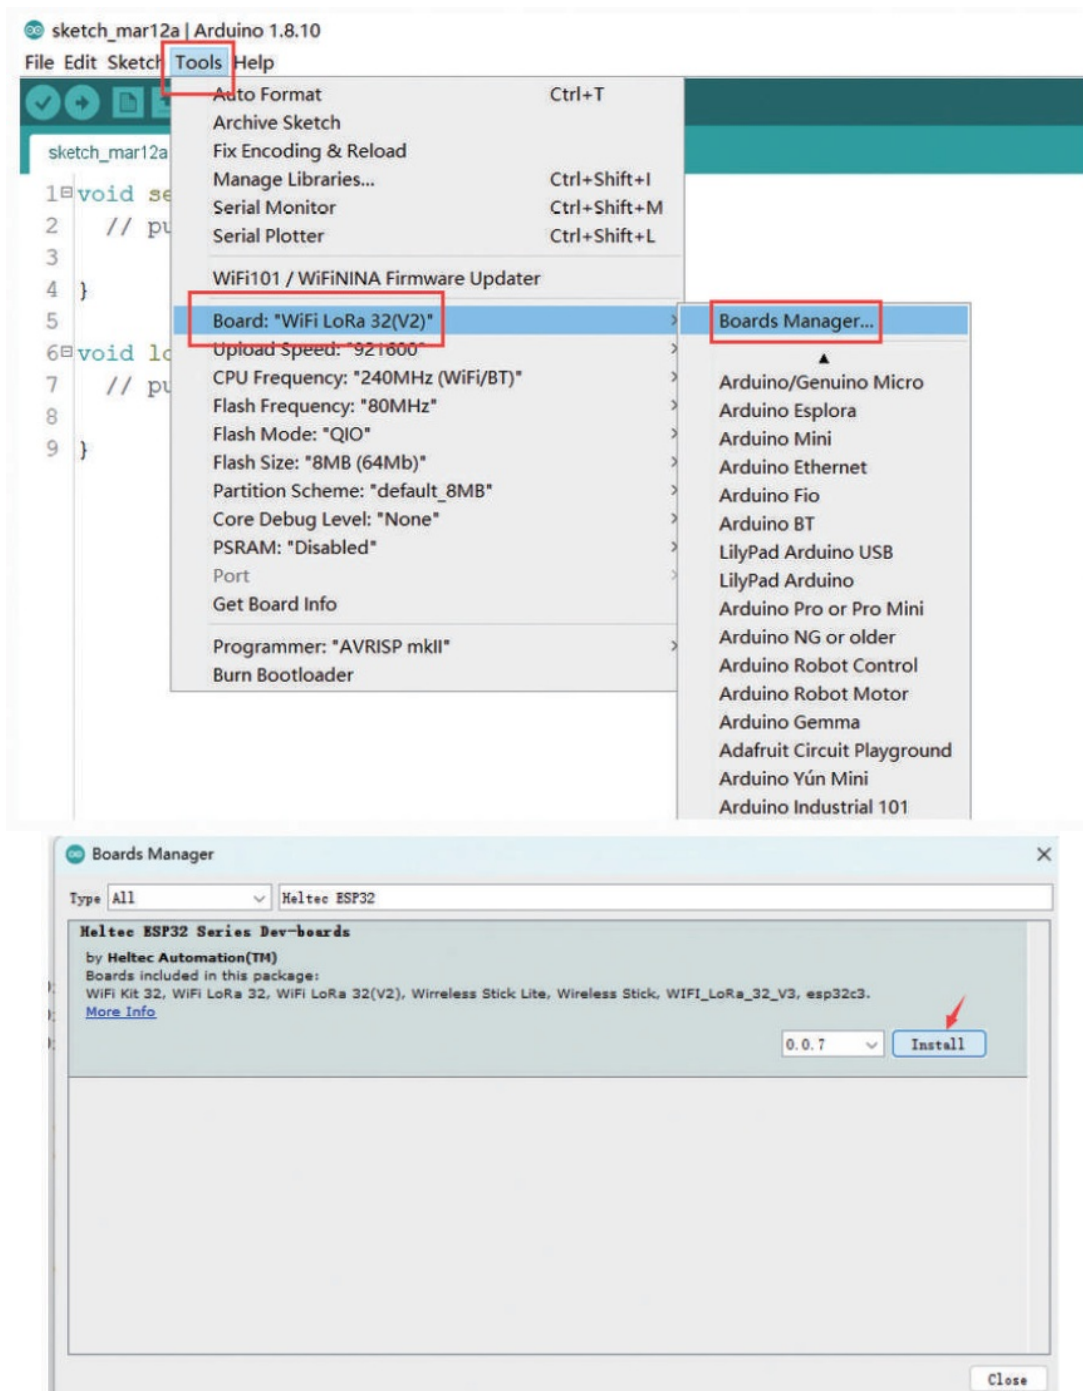 sketch_mar12a | Arduino 1.8.10
File Edit Sketch Tools Help
Auto Format Ctrl+T
Archive Sketch
sketch_mar12a Fix Encoding & Reload
1 void se Manage Libraries... Ctrl+Shift+I
Serial Monitor Ctrl+Shift+M
2 // pu Serial Plotter Ctrl+Shift+L
3
WiFi101 / WiFiNINA Firmware Updater
4 }
5 Board: "WiFi LoRa 32(V2)" > Boards Manager...
6 void lo Upload Speed: "921600" >
7 // pu CPU Frequency: "240MHz (WiFi/BT)" > Arduino/Genuino Micro
8 Flash Frequency: "80MHz" > Arduino Esplora
9 } Flash Mode: "QIO" > Arduino Mini
Flash Size: "8MB (64Mb)" > Arduino Ethernet
Partition Scheme: "default_8MB" > Arduino Fio
Core Debug Level: "None" > Arduino BT
PSRAM: "Disabled" > LilyPad Arduino USB
Port > LilyPad Arduino
Get Board Info Arduino Pro or Pro Mini
Programmer: "AVRISP mkII" > Arduino NG or older
Burn Bootloader Arduino Robot Control
Arduino Robot Motor
Arduino Gemma
Adafruit Circuit Playground
Arduino Yún Mini
Arduino Industrial 101
Boards Manager
Type All Heltec ESP32
Heltec ESP32 Series Dev-boards
by Heltec Automation(TM)
Boards included in this package:
WiFi Kit 32, WiFi LoRa 32, WiFi LoRa 32(V2), Wirreless Stick Lite, Wireless Stick, WIFI_LoRa_32_V3, esp32c3.
More Info
0.0.7 Install
Close